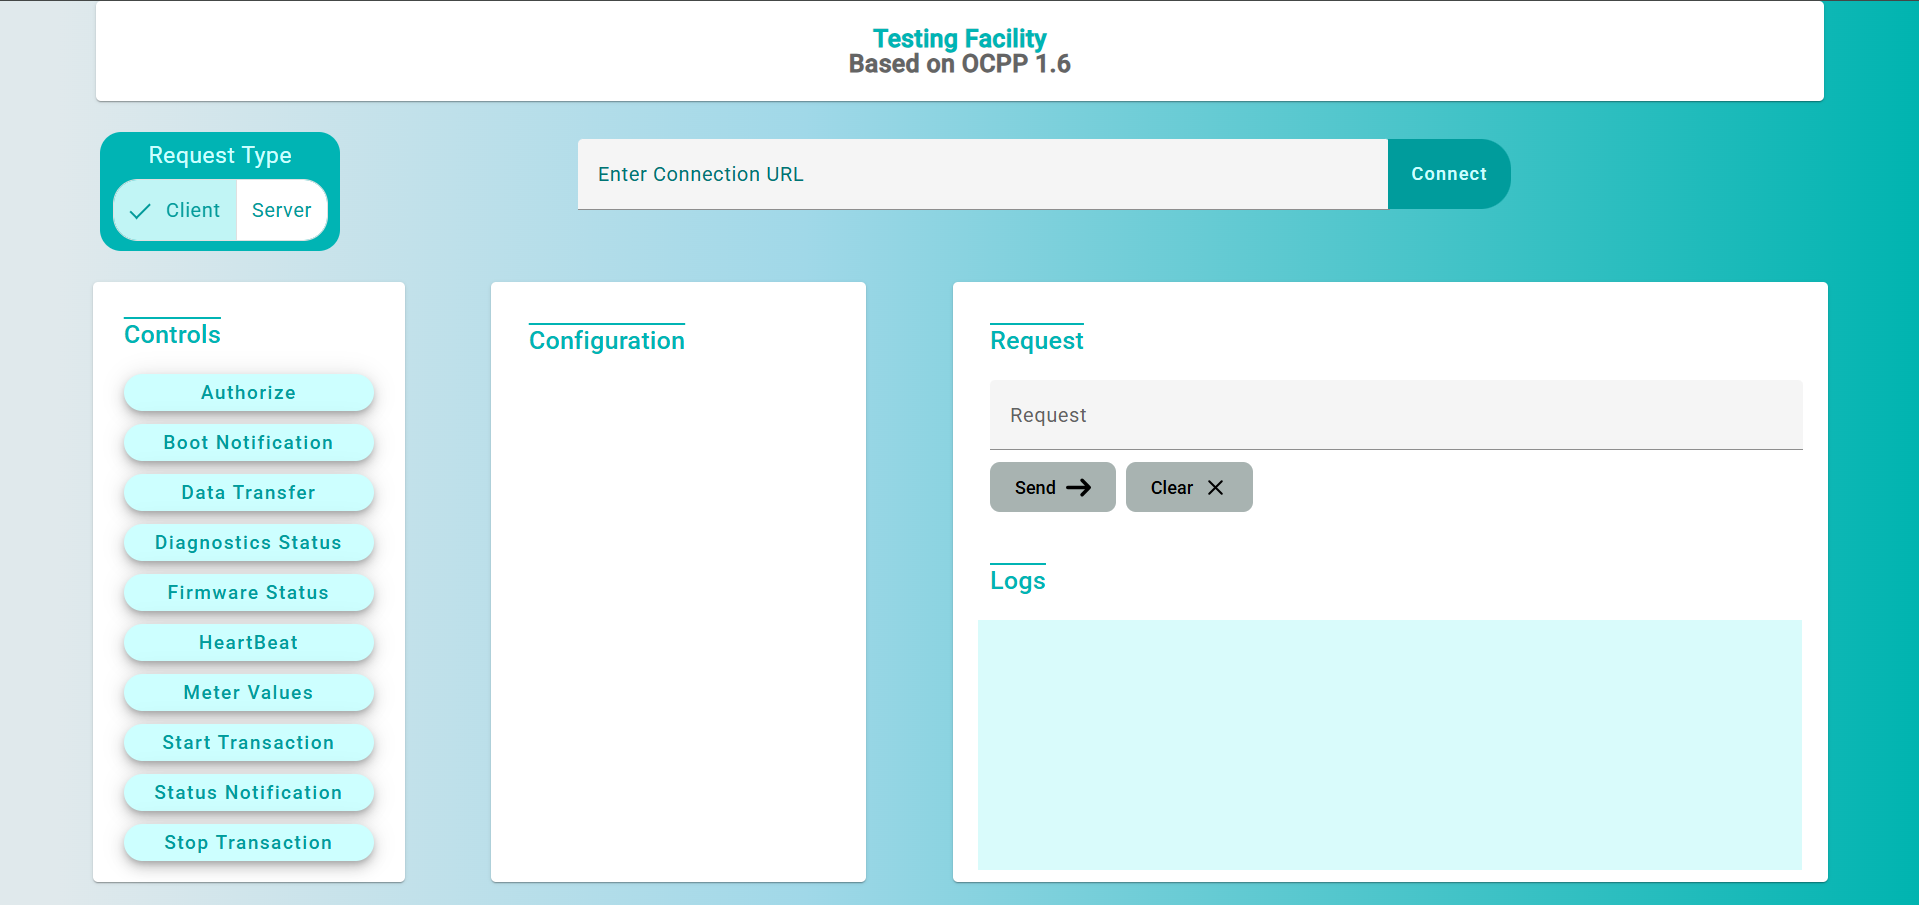 Testing Facility
Based on OCPP 1.6
Request Type
Client
Server
Enter Connection URL
Connect
Controls
Authorize
Boot Notification
Data Transfer
Diagnostics Status
Firmware Status
HeartBeat
Meter Values
Start Transaction
Status Notification
Stop Transaction
Configuration
Request
Request
Send
Clear
Logs